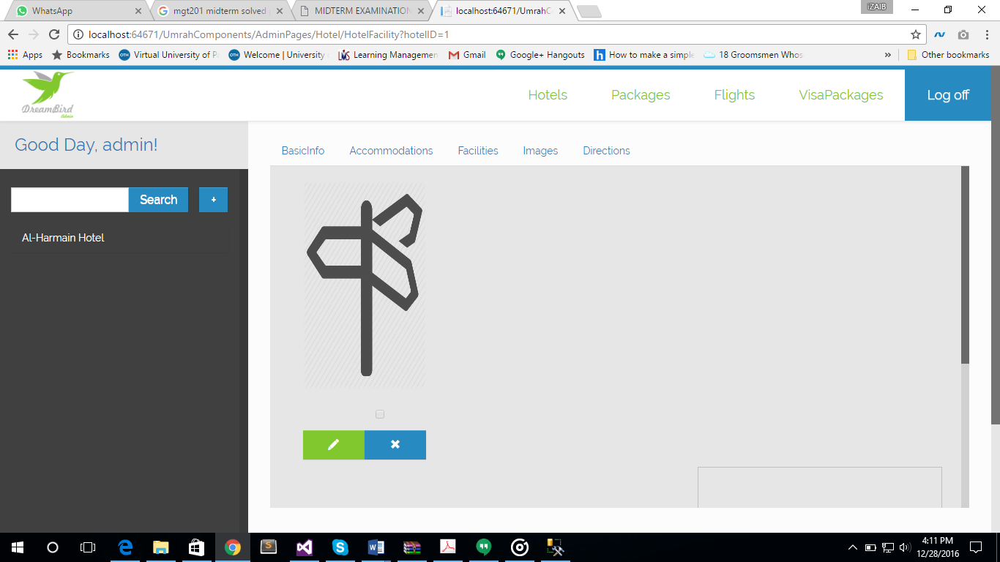 iZAIB
WhatsApp
mgt201 midterm solved
MIDTERM EXAMINATION
localhost:64671/UmrahC
localhost:64671/UmrahComponents/AdminPages/Hotel/HotelFacility?hotelID=1
Apps
Bookmarks
Virtual University of P
Welcome | University
Learning Managemen
Gmail
Google+ Hangouts
How to make a simple
18 Groomsmen Whos
»
Other bookmarks
DreamBird
Admin
Hotels
Packages
Flights
VisaPackages
Log off
Good Day, admin!
BasicInfo
Accommodations
Facilities
Images
Directions
Search
+
Al-Harmain Hotel
4:11 PM
12/28/2016